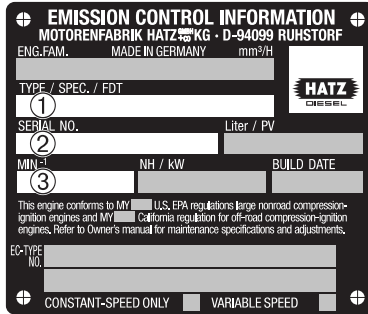 EMISSION CONTROL INFORMATION
MOTORENFABRIK HATZ GMBH+CO KG · D-94099 RUHSTORF
ENG.FAM. MADE IN GERMANY mm³/H
HATZ
DIESEL
TYPE / SPEC. / FDT
①
SERIAL NO. Liter / PV
②
MIN⁻¹ NH / kW BUILD DATE
③
This engine conforms to MY U.S. EPA regulations large nonroad compression-
ignition engines and MY California regulation for off-road compression-ignition
engines. Refer to Owner's manual for maintenance specifications and adjustments.
EC-TYPE
NO.
CONSTANT-SPEED ONLY VARIABLE SPEED